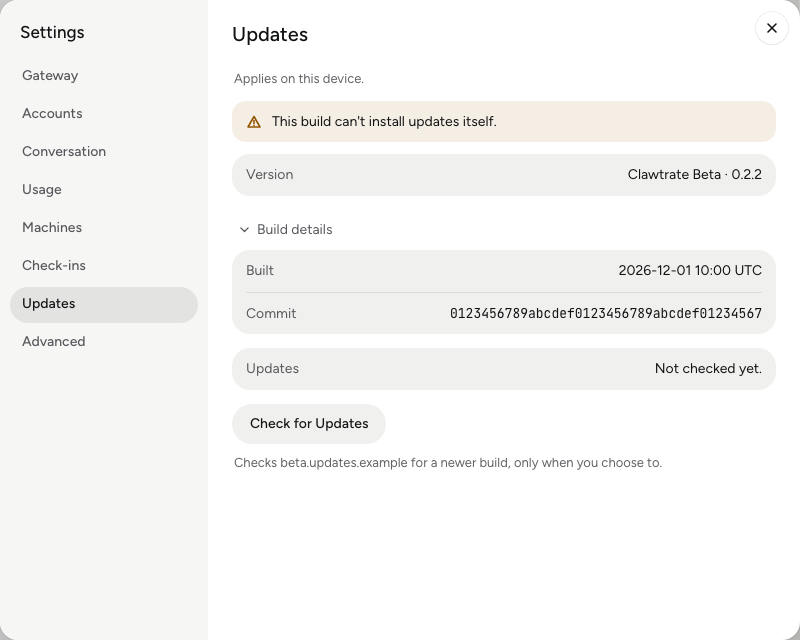 Settings
Gateway
Accounts
Conversation
Usage
Machines
Check-ins
Updates
Advanced
Updates
Applies on this device.
This build can't install updates itself.
Version Clawtrate Beta · 0.2.2
Build details
Built 2026-12-01 10:00 UTC
Commit 0123456789abcdef0123456789abcdef01234567
Updates Not checked yet.
Check for Updates
Checks beta.updates.example for a newer build, only when you choose to.